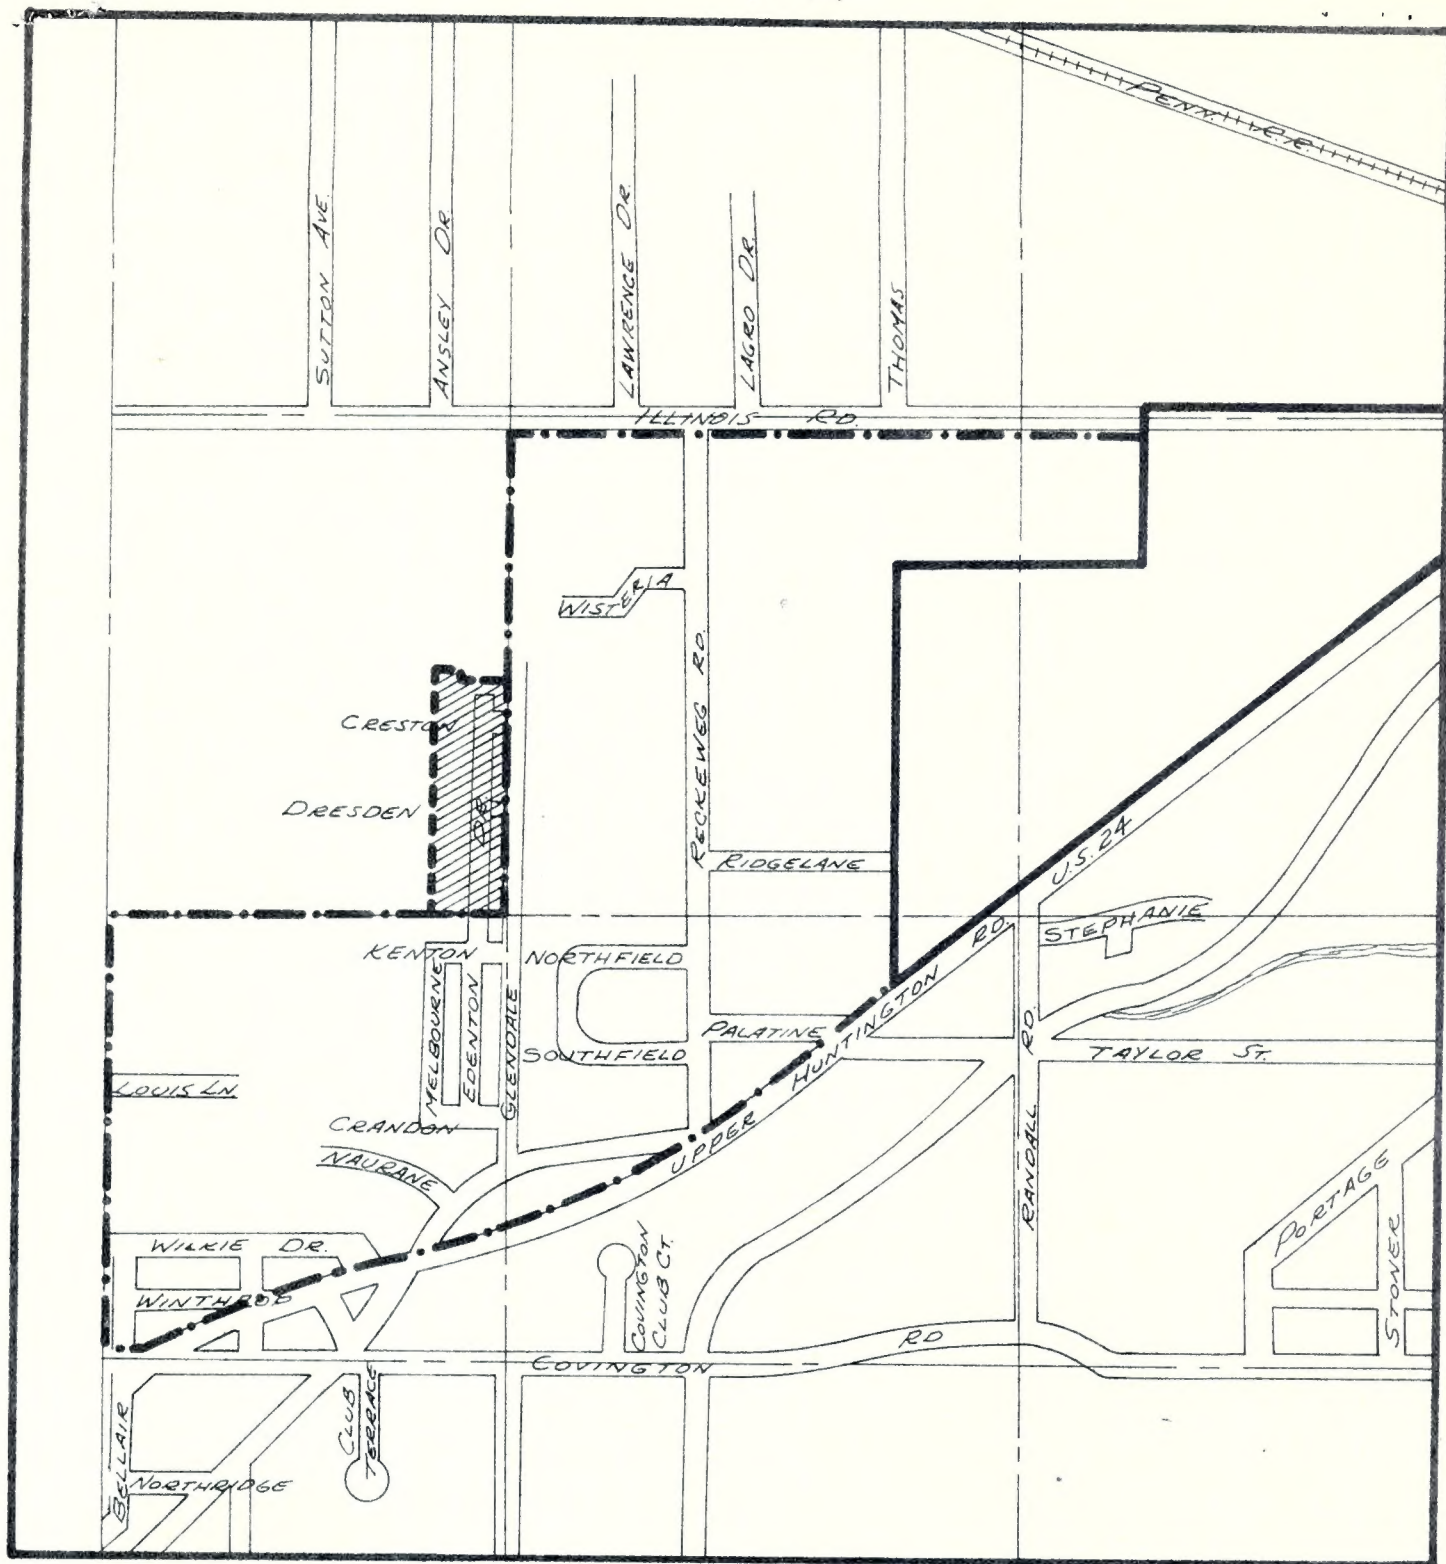 PENN. R.R.
SUTTON AVE.
ANSLEY DR.
LAWRENCE DR.
LAGRO DR.
THOMAS
ILLINOIS RD.
WISTERIA
RECKEWEG RD.
CRESTON
DRESDEN
DR.
RIDGELANE
U.S. 24
STEPHANIE
KENTON
NORTHFIELD
MELBOURNE
EDENTON
GLENDALE
PALATINE
SOUTHFIELD
UPPER HUNTINGTON RD.
RANDALL RD.
TAYLOR ST.
LOUIS LN.
CRANDON
NAURANE
PORTAGE
STONER
WILKIE DR.
WINTHROP
COVINGTON CLUB CT.
COVINGTON RD
CLUB TERRACE
BELLAIR
NORTHRIDGE